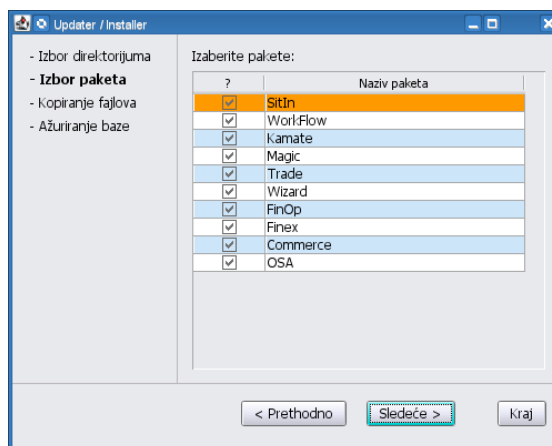 Updater / Installer
- Izbor direktorijuma
- Izbor paketa
- Kopiranje fajlova
- Ažuriranje baze
Izaberite pakete:
? Naziv paketa
SitIn
WorkFlow
Kamate
Magic
Trade
Wizard
FinOp
Finex
Commerce
OSA
< Prethodno Sledeće > Kraj